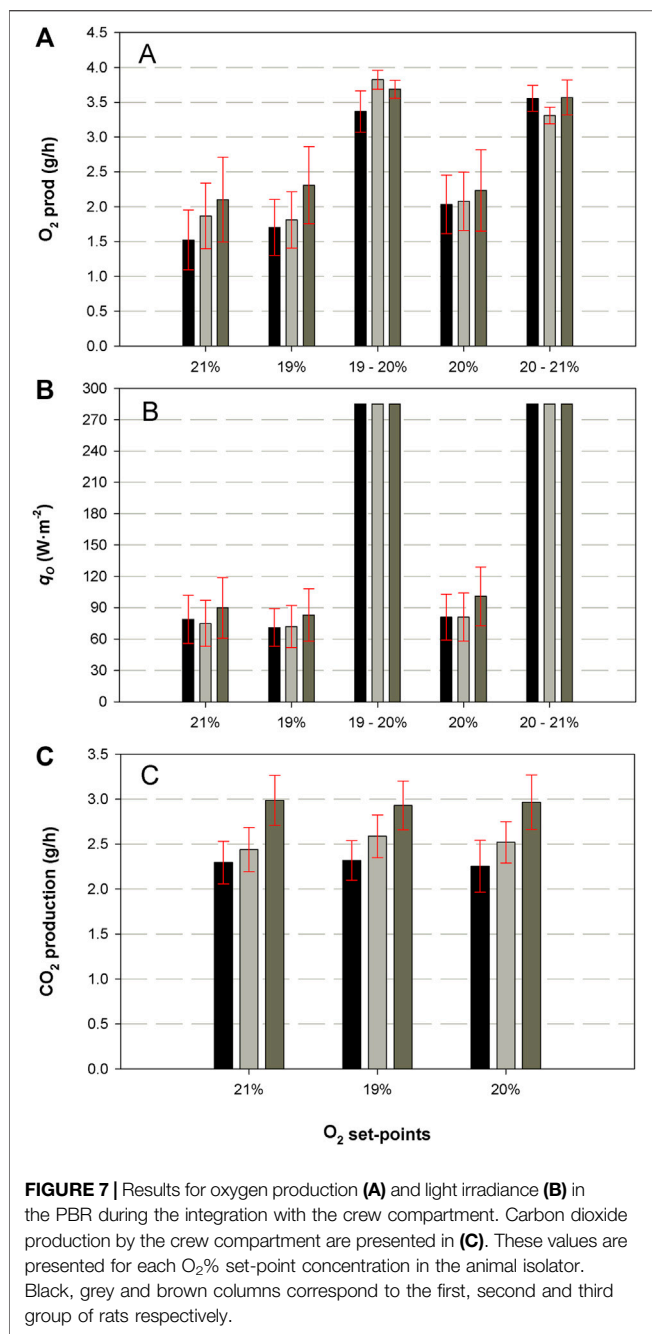 A
A
O2 prod (g/h)
4.5
4.0
3.5
3.0
2.5
2.0
1.5
1.0
0.5
0.0
21% 19% 19 - 20% 20% 20 - 21%
B
B
qo (W·m-2)
300
270
240
210
180
150
120
90
60
30
0
21% 19% 19 - 20% 20% 20 - 21%
C
C
CO2 production (g/h)
3.5
3.0
2.5
2.0
1.5
1.0
0.5
0.0
21% 19% 20%
O2 set-points
FIGURE 7 | Results for oxygen production (A) and light irradiance (B) in
the PBR during the integration with the crew compartment. Carbon dioxide
production by the crew compartment are presented in (C). These values are
presented for each O2% set-point concentration in the animal isolator.
Black, grey and brown columns correspond to the first, second and third
group of rats respectively.